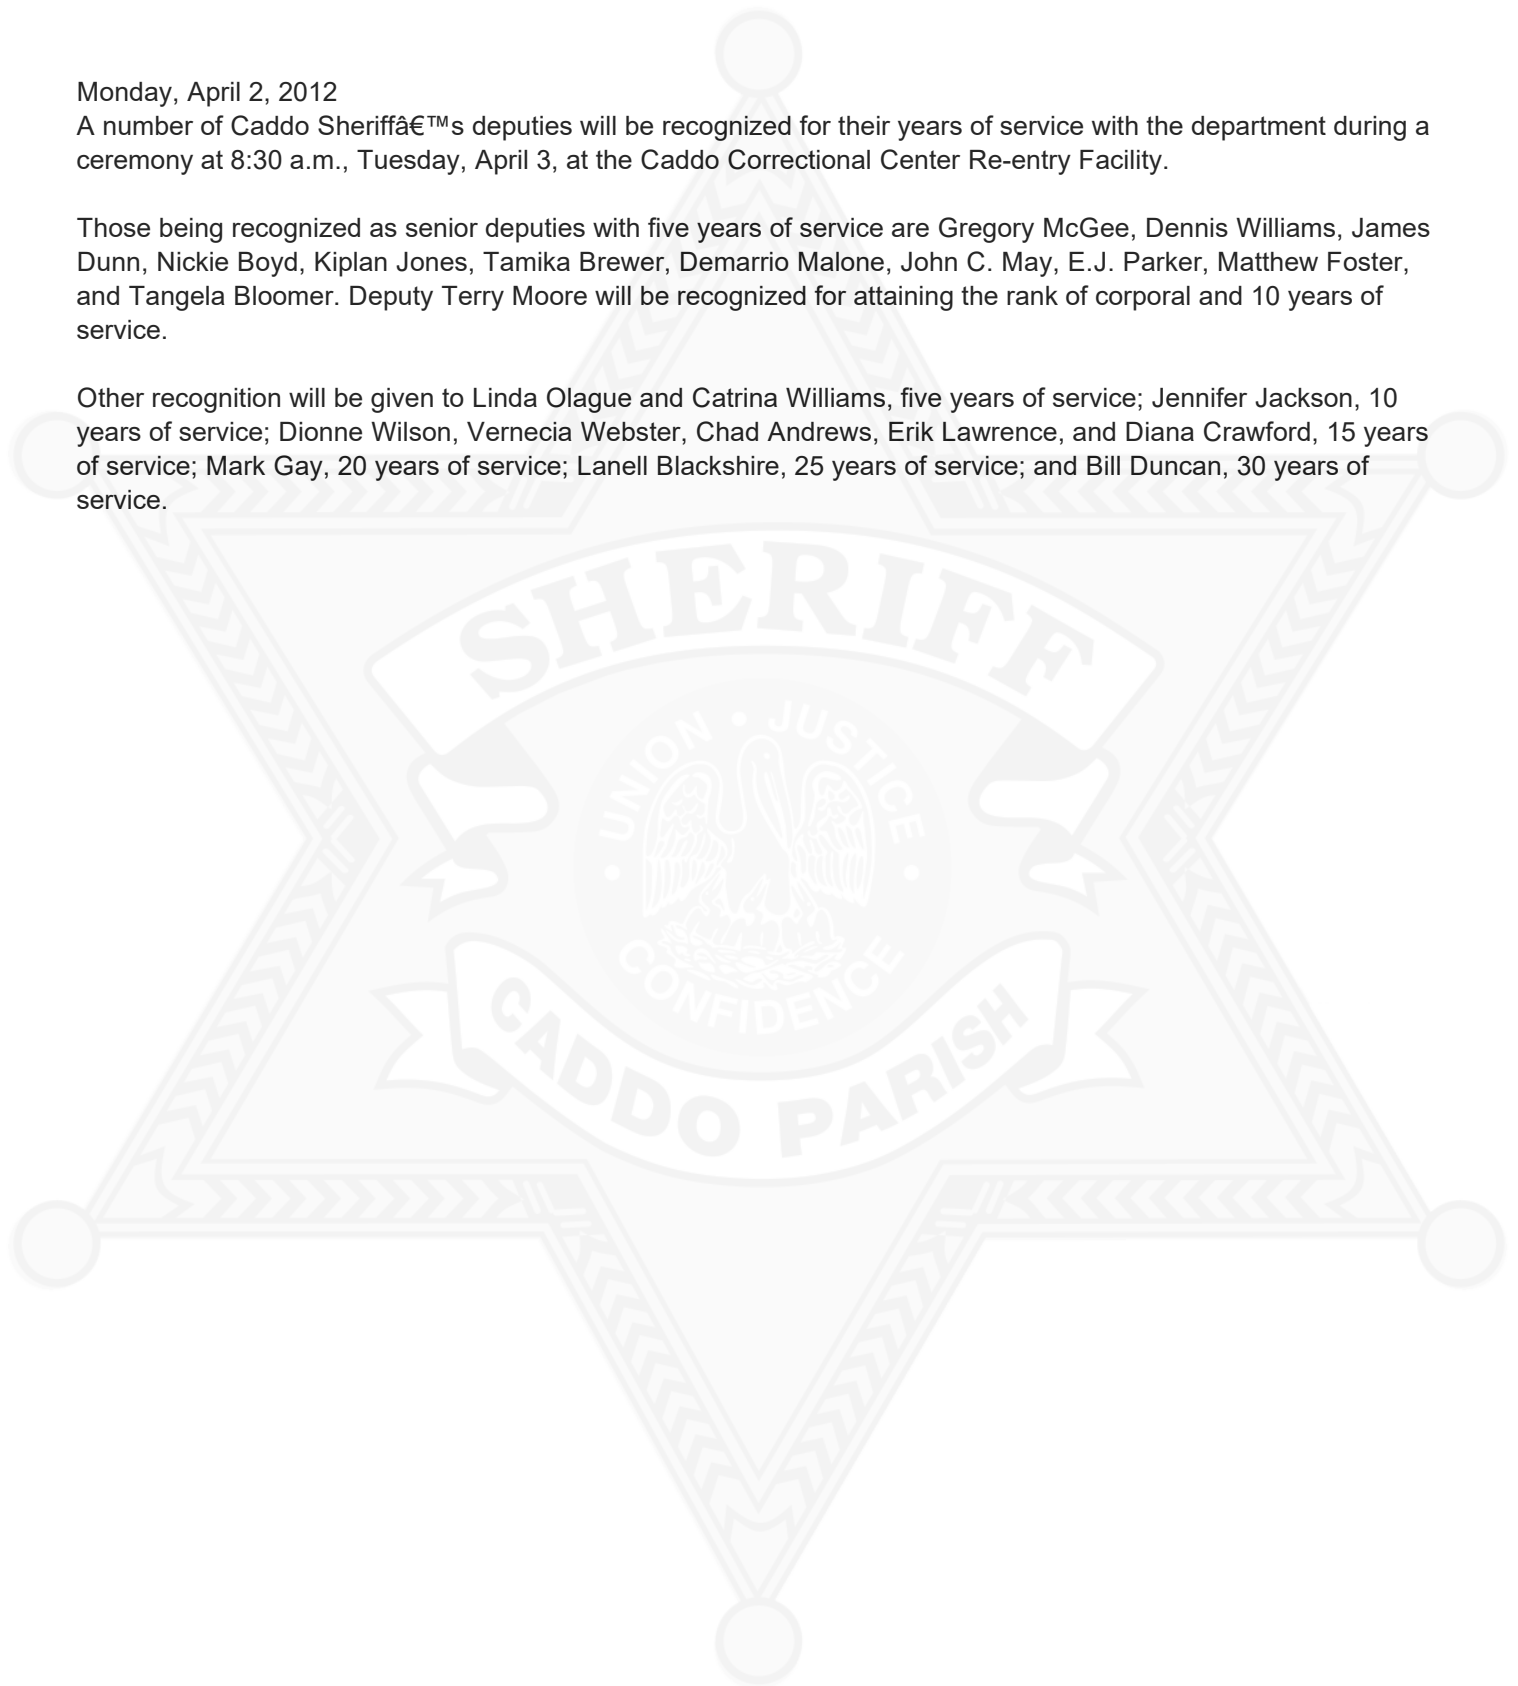 Monday, April 2, 2012
A number of Caddo Sheriffâ€™s deputies will be recognized for their years of service with the department during a
ceremony at 8:30 a.m., Tuesday, April 3, at the Caddo Correctional Center Re-entry Facility.
Those being recognized as senior deputies with five years of service are Gregory McGee, Dennis Williams, James
Dunn, Nickie Boyd, Kiplan Jones, Tamika Brewer, Demarrio Malone, John C. May, E.J. Parker, Matthew Foster,
and Tangela Bloomer. Deputy Terry Moore will be recognized for attaining the rank of corporal and 10 years of
service.
Other recognition will be given to Linda Olague and Catrina Williams, five years of service; Jennifer Jackson, 10
years of service; Dionne Wilson, Vernecia Webster, Chad Andrews, Erik Lawrence, and Diana Crawford, 15 years
of service; Mark Gay, 20 years of service; Lanell Blackshire, 25 years of service; and Bill Duncan, 30 years of
service.
SHERIFF
UNION • JUSTICE
• CONFIDENCE •
CADDO PARISH